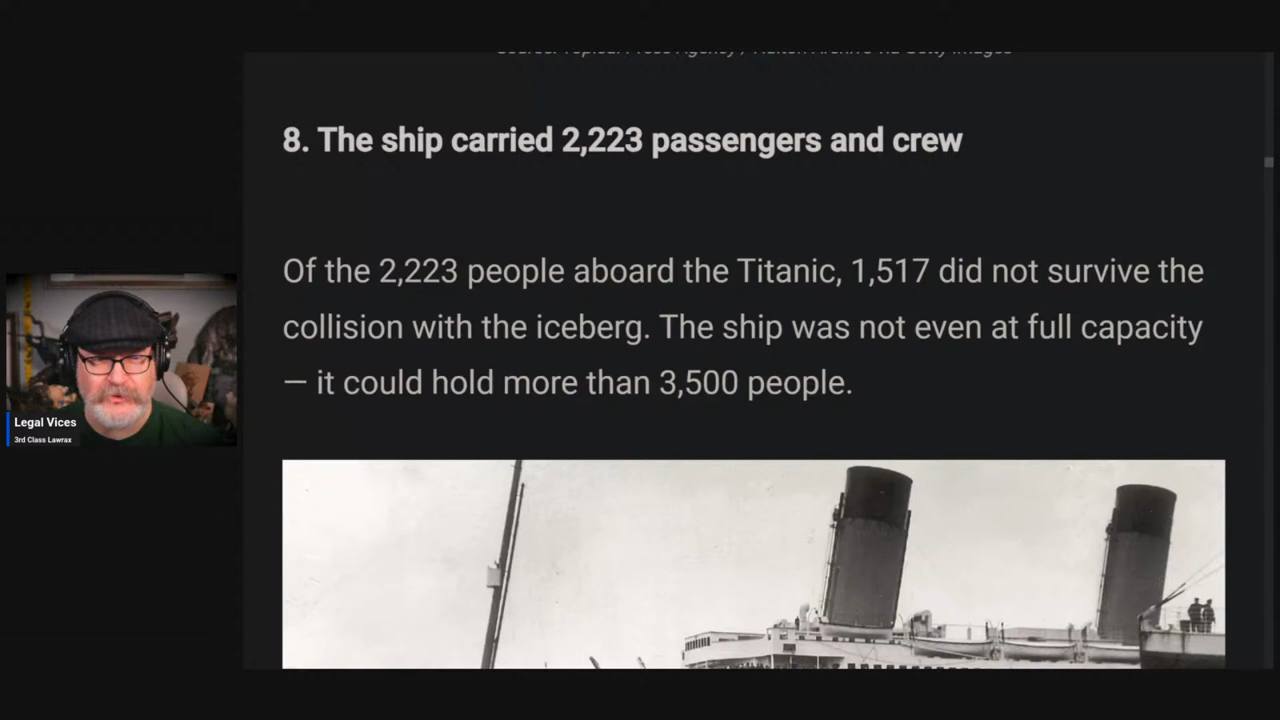 8. The ship carried 2,223 passengers and crew
Of the 2,223 people aboard the Titanic, 1,517 did not survive the
collision with the iceberg. The ship was not even at full capacity
— it could hold more than 3,500 people.
Legal Vices
3rd Class Lawrax